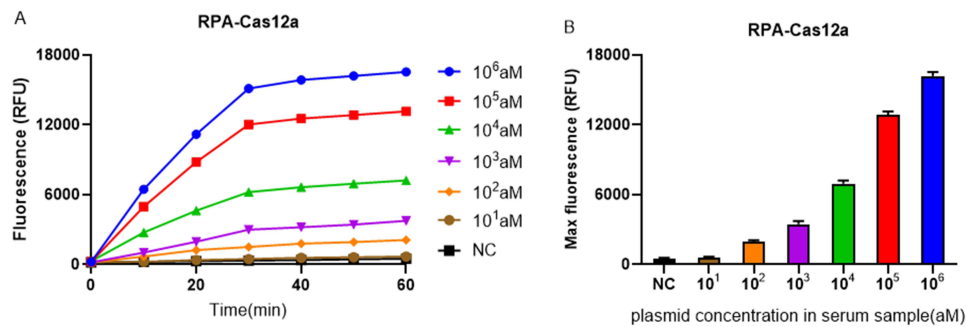 A
RPA-Cas12a
Fluorescence (RFU)
18000
12000
6000
0
0
20
40
60
Time(min)
10⁶aM
10⁵aM
10⁴aM
10³aM
10²aM
10¹aM
NC
B
RPA-Cas12a
Max fluorescence (RFU)
18000
12000
6000
0
NC 10¹ 10² 10³ 10⁴ 10⁵ 10⁶
plasmid concentration in serum sample(aM)